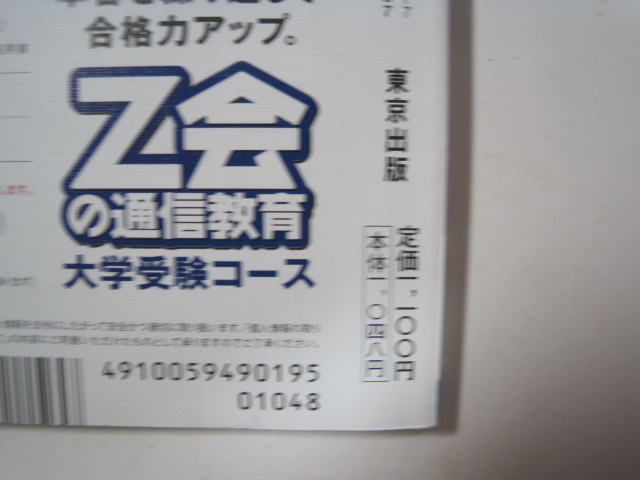 合格力アップ。
Z会
の通信教育
大学受験コース
東京出版
定価一,一〇〇円
本体一,〇四八円
4910059490195
01048